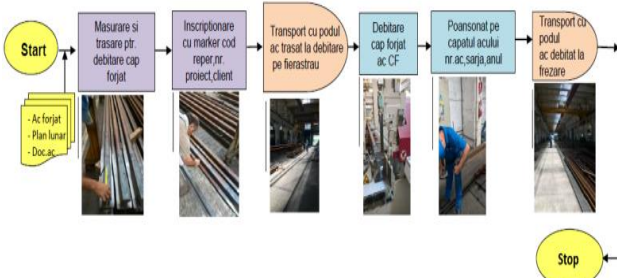 Start
- Ac forjat
- Plan lunar
- Doc.ac
Masurare si
trasare ptr.
debitare cap
forjat
Inscriptionare
cu marker cod
reper,nr.
proiect,client
Transport cu podul
ac trasat la debitare
pe fierastrau
Debitare
cap forjat
ac CF
Poansonat pe
capatul acului
nr.ac,sarja,anul
Transport cu
podul
ac debitat la
frezare
Stop